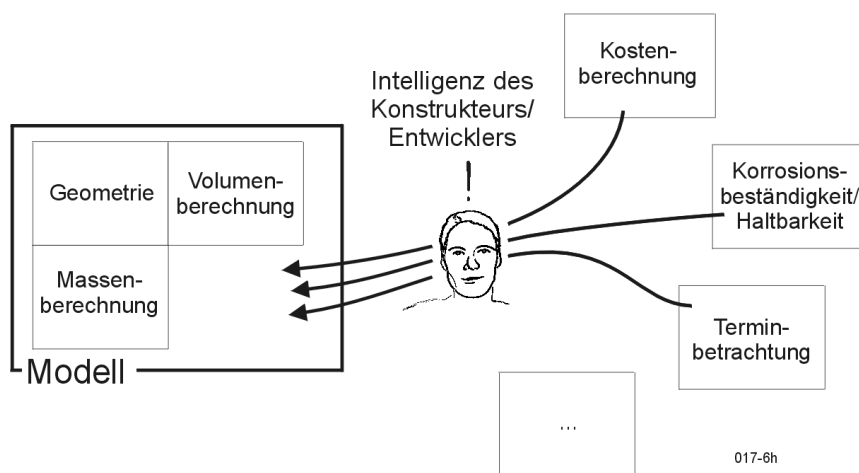 Kosten-
berechnung
Intelligenz des
Konstrukteurs/
Entwicklers
Geometrie
Volumen-
berechnung
Korrosions-
beständigkeit/
Haltbarkeit
Massen-
berechnung
Termin-
betrachtung
Modell
...
017-6h